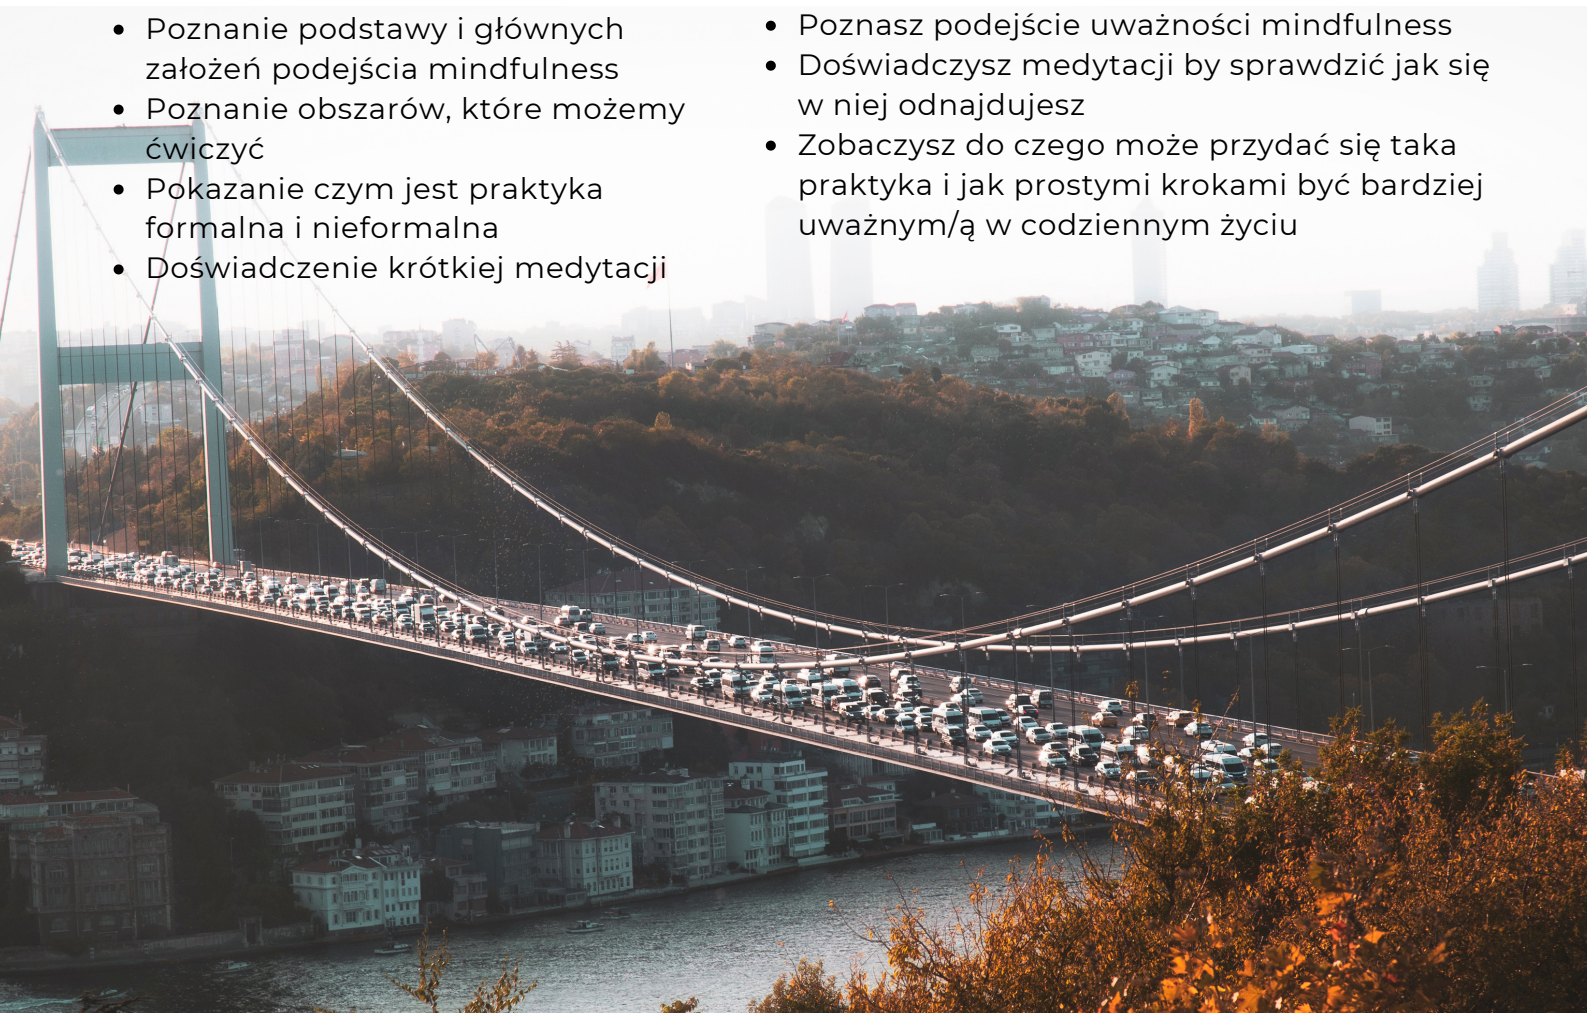 • Poznanie podstawy i głównych
założeń podejścia mindfulness
• Poznanie obszarów, które możemy
ćwiczyć
• Pokazanie czym jest praktyka
formalna i nieformalna
• Doświadczenie krótkiej medytacji
• Poznasz podejście uważności mindfulness
• Doświadczysz medytacji by sprawdzić jak się
w niej odnajdujesz
• Zobaczysz do czego może przydać się taka
praktyka i jak prostymi krokami być bardziej
uważnym/ą w codziennym życiu